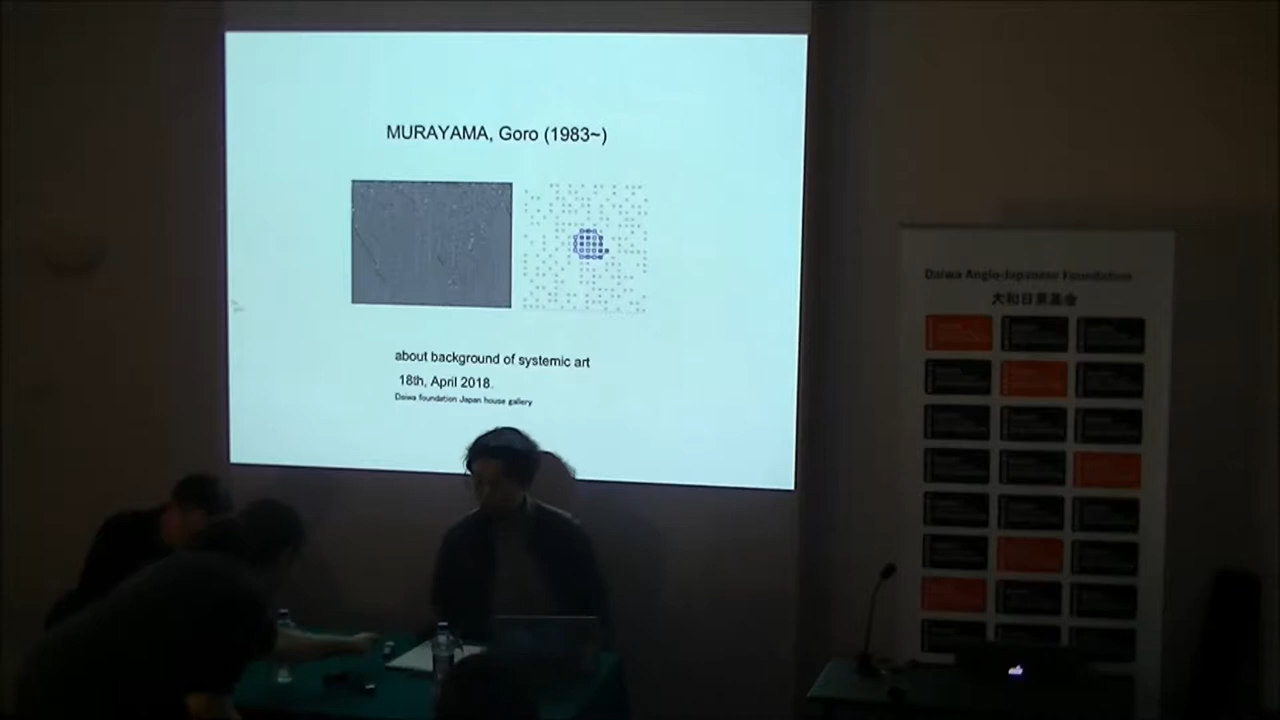 MURAYAMA, Goro (1983~)
about background of systemic art
18th, April 2018.
Daiwa foundation Japan house gallery
Daiwa Anglo-Japanese Foundation
大和日英基金